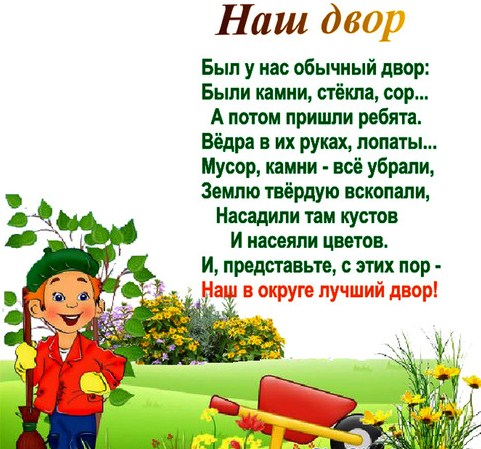 Наш двор
Был у нас обычный двор:
Были камни, стёкла, сор...
А потом пришли ребята.
Вёдра в их руках, лопаты...
Мусор, камни - всё убрали,
Землю твёрдую вскопали,
Насадили там кустов
И насеяли цветов.
И, представьте, с этих пор -
Наш в округе лучший двор!